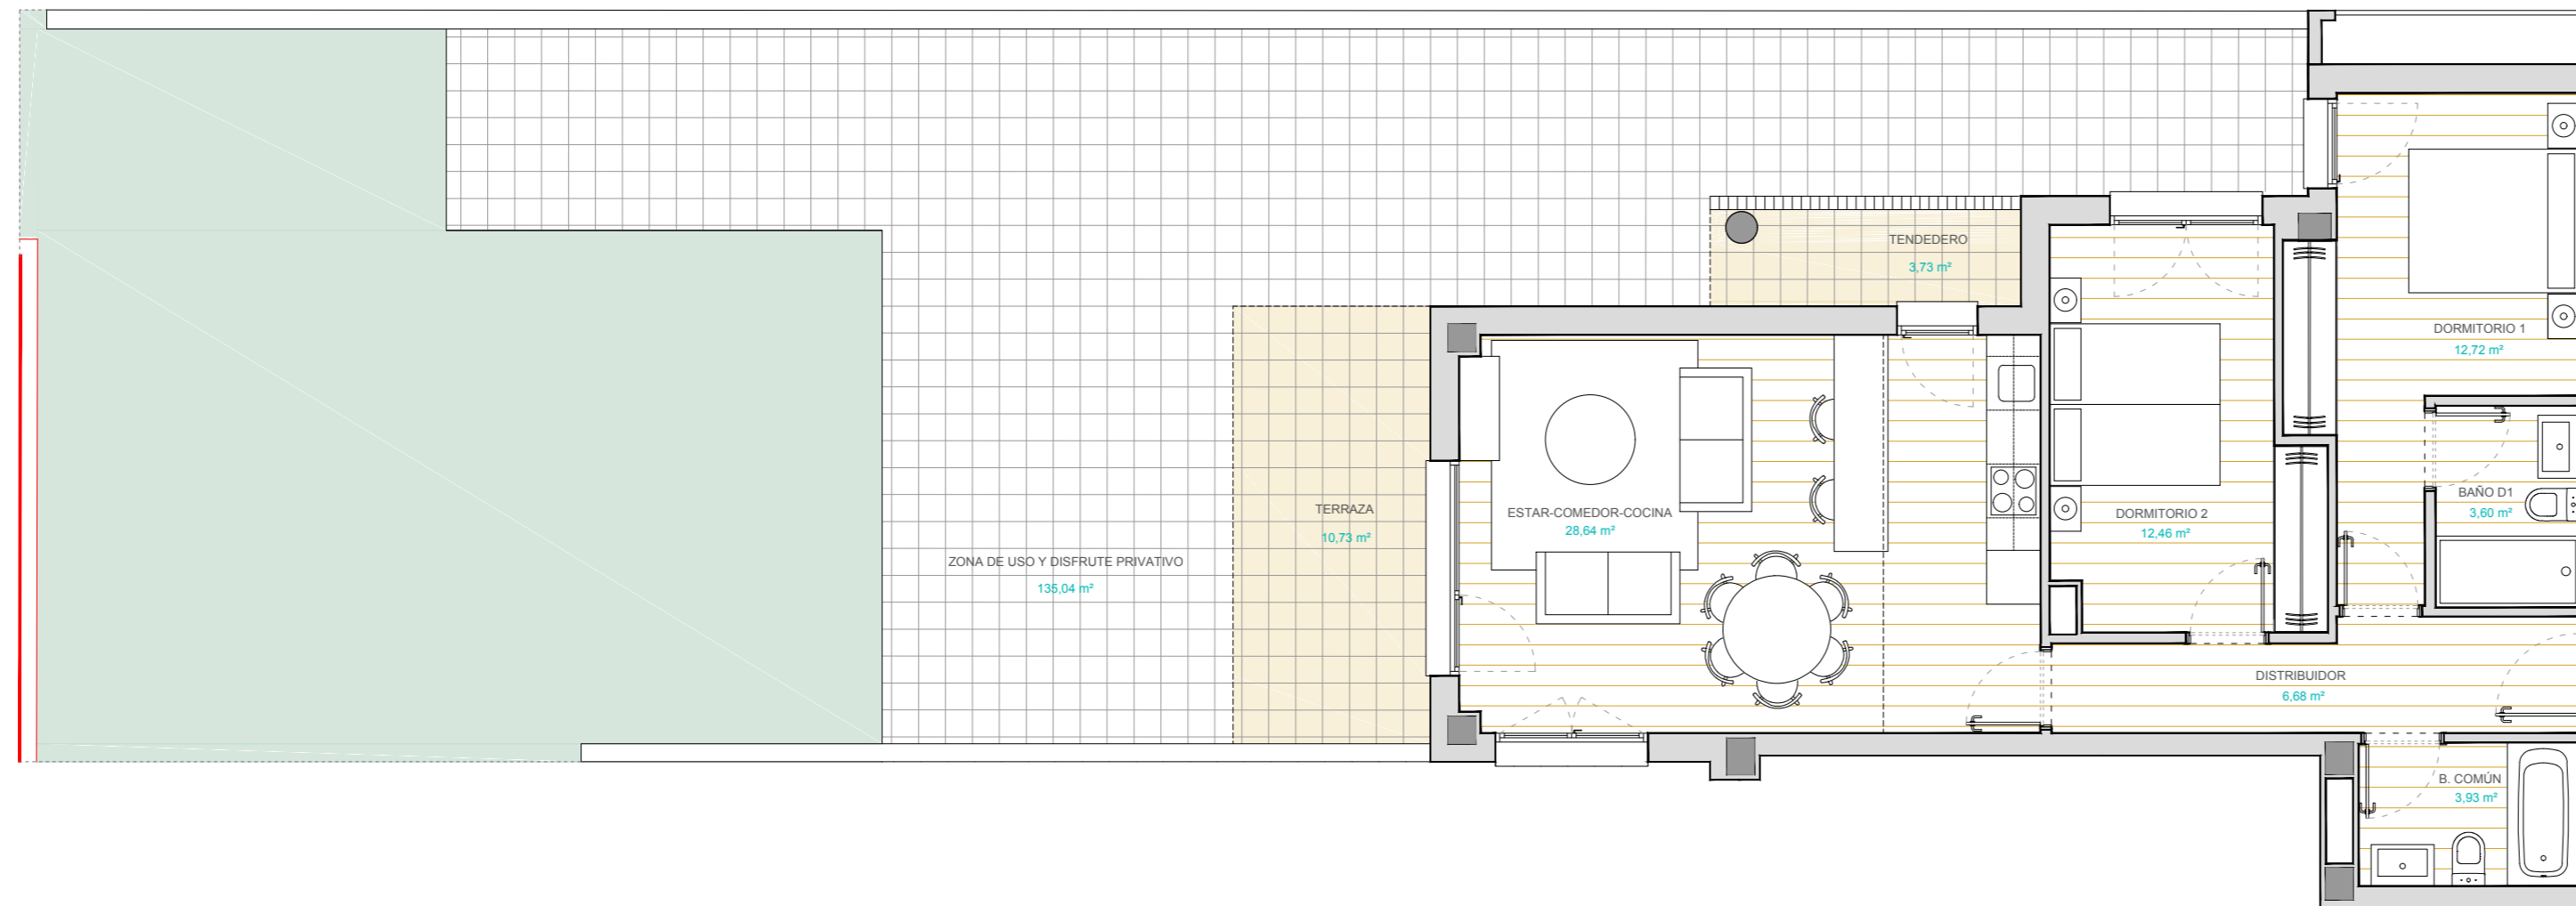 TENDEDERO
3,73 m²
DORMITORIO 1
12,72 m²
TERRAZA
10,73 m²
ESTAR-COMEDOR-COCINA
28,64 m²
DORMITORIO 2
12,46 m²
BAÑO D1
3,60 m²
ZONA DE USO Y DISFRUTE PRIVATIVO
135,04 m²
DISTRIBUIDOR
6,68 m²
B. COMÚN
3,93 m²